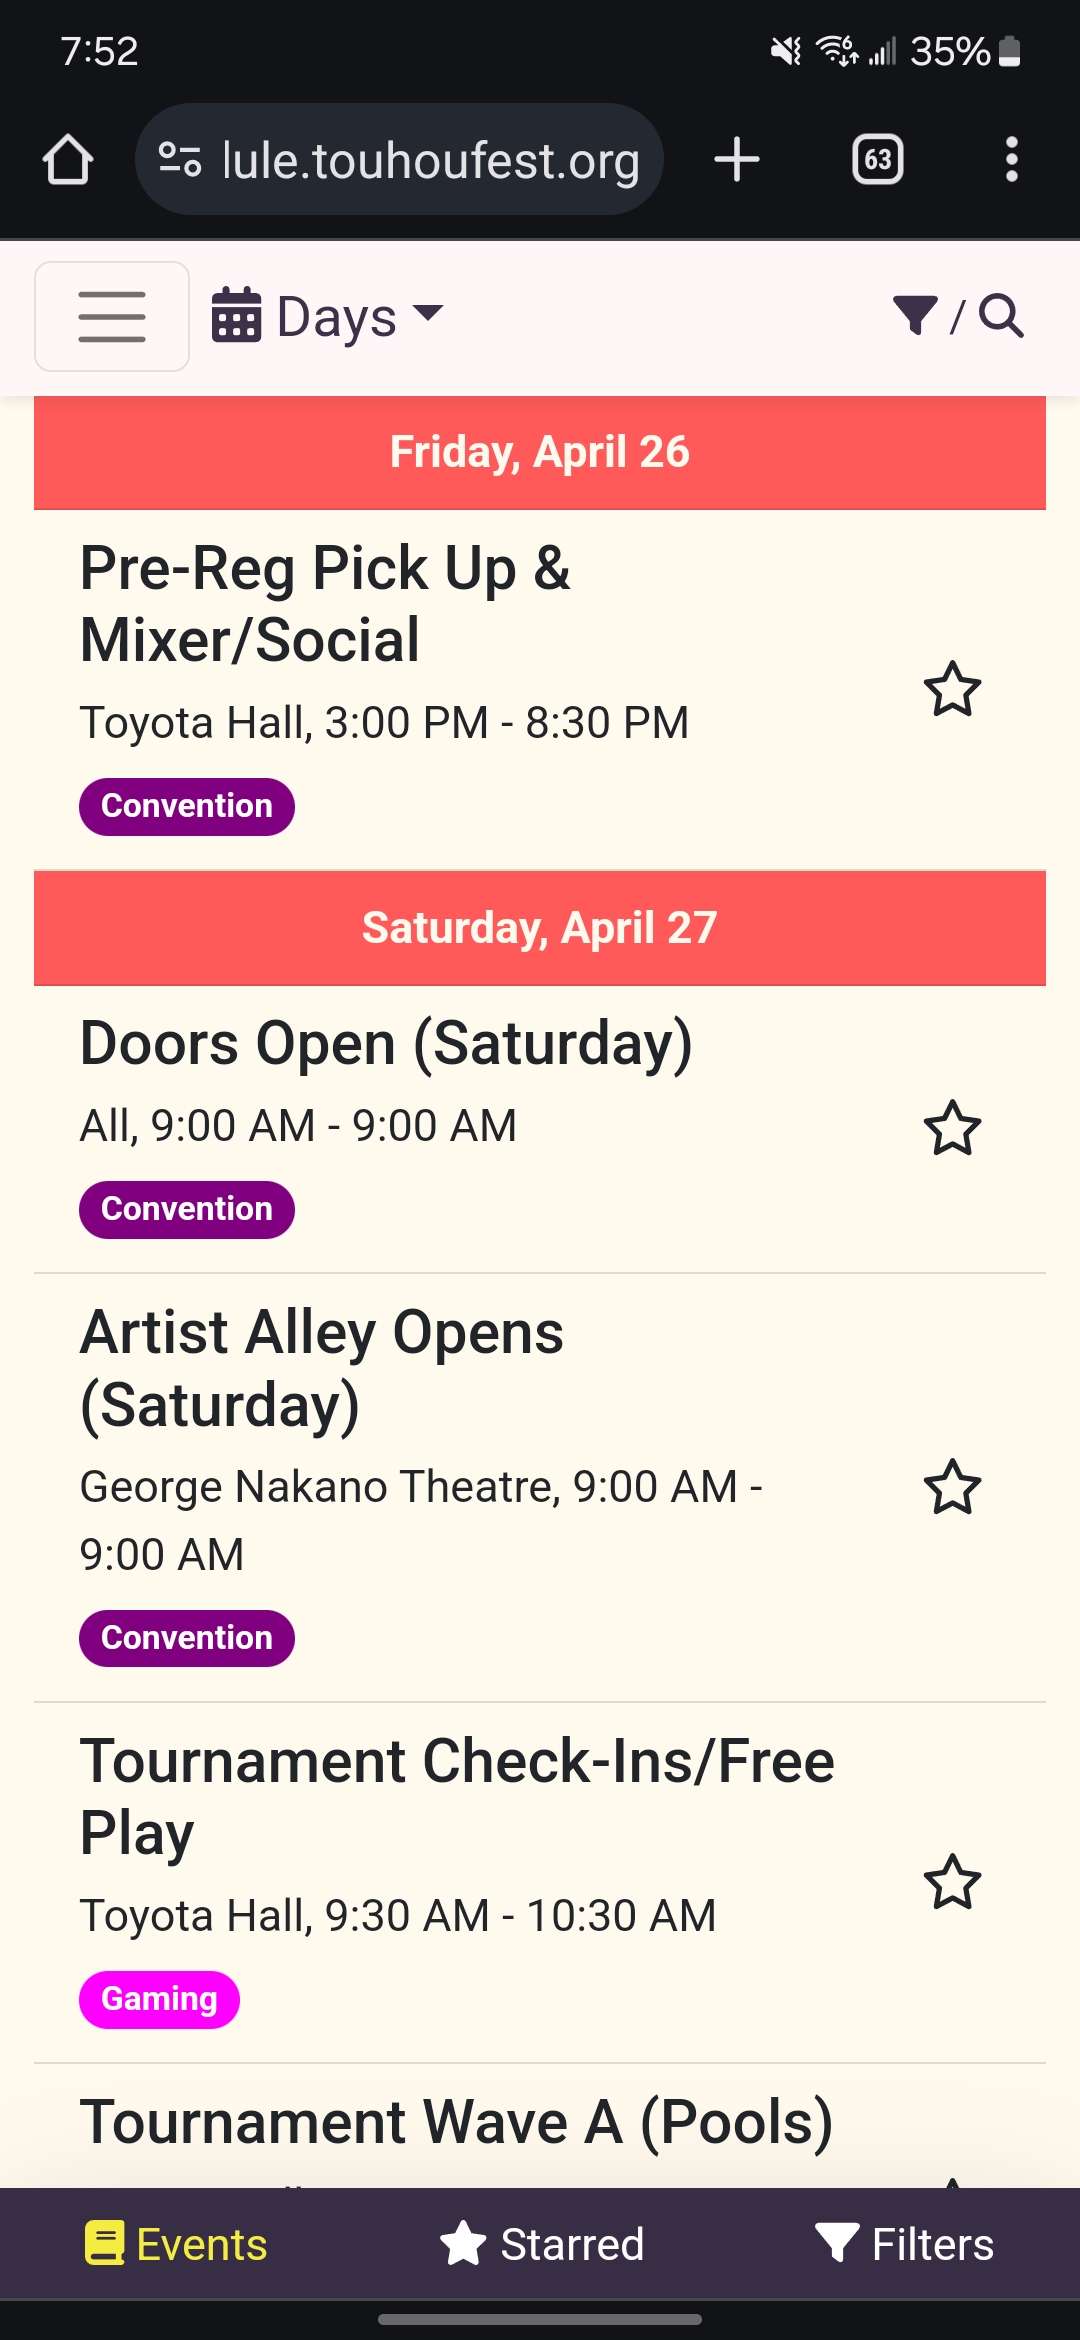 7:52
6
35%
lule.touhoufest.org
63
Days
/
Friday, April 26
Pre-Reg Pick Up &
Mixer/Social
Toyota Hall, 3:00 PM - 8:30 PM
Convention
Saturday, April 27
Doors Open (Saturday)
All, 9:00 AM - 9:00 AM
Convention
Artist Alley Opens
(Saturday)
George Nakano Theatre, 9:00 AM -
9:00 AM
Convention
Tournament Check-Ins/Free
Play
Toyota Hall, 9:30 AM - 10:30 AM
Gaming
Tournament Wave A (Pools)
Events
Starred
Filters